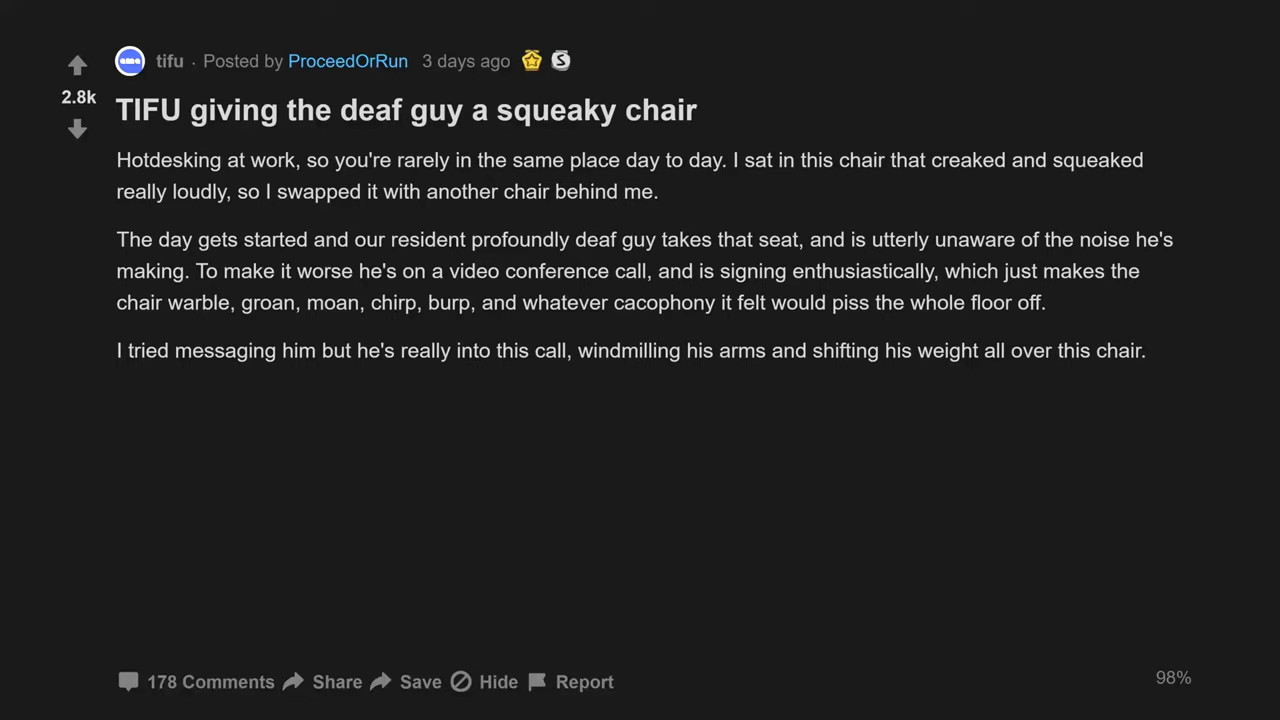 tifu · Posted by ProceedOrRun 3 days ago
2.8k
TIFU giving the deaf guy a squeaky chair
Hotdesking at work, so you're rarely in the same place day to day. I sat in this chair that creaked and squeaked
really loudly, so I swapped it with another chair behind me.
The day gets started and our resident profoundly deaf guy takes that seat, and is utterly unaware of the noise he's
making. To make it worse he's on a video conference call, and is signing enthusiastically, which just makes the
chair warble, groan, moan, chirp, burp, and whatever cacophony it felt would piss the whole floor off.
I tried messaging him but he's really into this call, windmilling his arms and shifting his weight all over this chair.
178 Comments Share Save Hide Report
98%